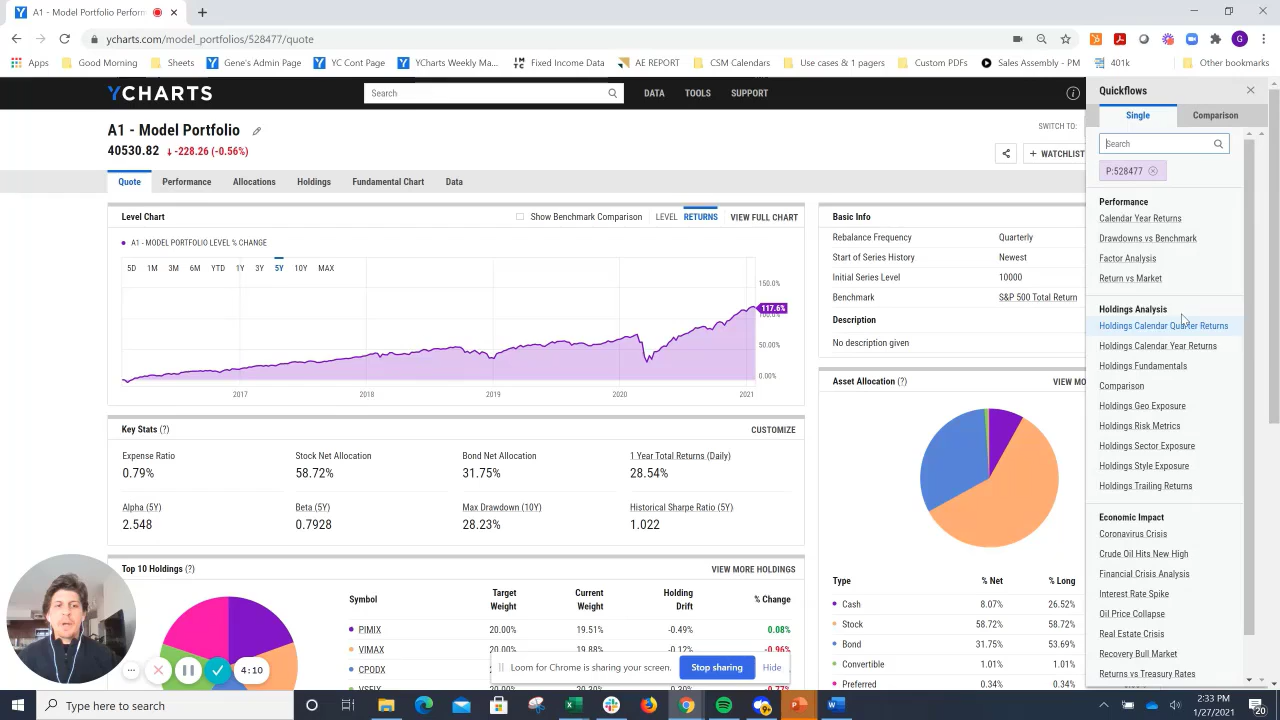 A1 - Model Portfolio Perform
ycharts.com/model_portfolios/528477/quote
Apps
Good Morning
Sheets
Gene's Admin Page
YC Cont Page
YCharts Weekly Ma...
Fixed Income Data
AE REPORT
CSM Calendars
Use cases & 1 pagers
Custom PDFs
Sales Assembly - PM
401k
Other bookmarks
YCHARTS
Search
DATA
TOOLS
SUPPORT
A1 - Model Portfolio
SWITCH TO:
40530.82 -228.26 (-0.56%)
+ WATCHLIST
Quote
Performance
Allocations
Holdings
Fundamental Chart
Data
Level Chart
Show Benchmark Comparison
LEVEL
RETURNS
VIEW FULL CHART
A1 - MODEL PORTFOLIO LEVEL % CHANGE
5D
1M
3M
6M
YTD
1Y
3Y
5Y
10Y
MAX
150.0%
117.6%
100.0%
50.00%
0.00%
2017
2018
2019
2020
2021
Basic Info
Rebalance Frequency
Quarterly
Start of Series History
Newest
Initial Series Level
10000
Benchmark
S&P 500 Total Return
Description
No description given
Key Stats (?)
CUSTOMIZE
Expense Ratio
Stock Net Allocation
Bond Net Allocation
1 Year Total Returns (Daily)
0.79%
58.72%
31.75%
28.54%
Alpha (5Y)
Beta (5Y)
Max Drawdown (10Y)
Historical Sharpe Ratio (5Y)
2.548
0.7928
28.23%
1.022
Asset Allocation (?)
VIEW MO
Type
% Net
% Long
Cash
8.07%
26.52%
Stock
58.72%
58.72%
Bond
31.75%
53.69%
Convertible
1.01%
1.01%
Preferred
0.34%
0.34%
Top 10 Holdings (?)
VIEW MORE HOLDINGS
Symbol
Target Weight
Current Weight
Holding Drift
% Change
PIMIX
20.00%
19.51%
-0.49%
0.08%
VIMAX
20.00%
19.88%
-0.12%
-0.96%
CPODX
Loom for Chrome is sharing your screen.
Stop sharing
Hide
4:10
Quickflows
Single
Comparison
Search
P:528477
Performance
Calendar Year Returns
Drawdowns vs Benchmark
Factor Analysis
Return vs Market
Holdings Analysis
Holdings Calendar Quarter Returns
Holdings Calendar Year Returns
Holdings Fundamentals
Comparison
Holdings Geo Exposure
Holdings Risk Metrics
Holdings Sector Exposure
Holdings Style Exposure
Holdings Trailing Returns
Economic Impact
Coronavirus Crisis
Crude Oil Hits New High
Financial Crisis Analysis
Interest Rate Spike
Oil Price Collapse
Real Estate Crisis
Recovery Bull Market
Returns vs Treasury Rates
Type here to search
2:33 PM
1/27/2021
20